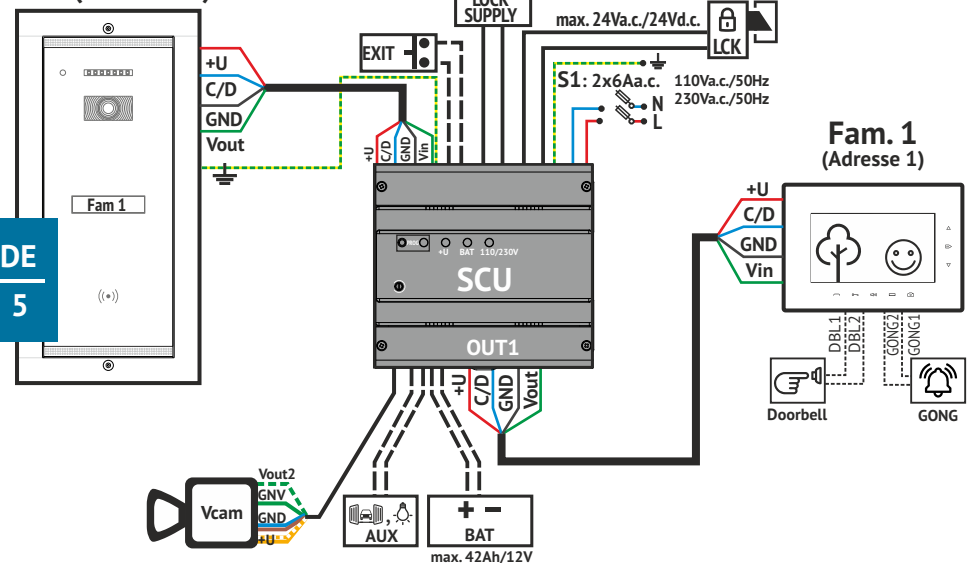 LOCK
SUPPLY
max. 24Va.c./24Vd.c.
LCK
EXIT
+U
C/D
GND
Vout
S1: 2x6Aa.c.
110Va.c./50Hz
230Va.c./50Hz
N
L
+U
C/D
GND
Vin
Fam. 1
(Adresse 1)
+U
C/D
GND
Vin
Fam 1
DE
5
PROG
+U
BAT
110/230V
SCU
OUT1
+U
C/D
GND
Vout
DBL1
DBL2
GONG2
GONG1
Doorbell
GONG
Vcam
Vout2
GNV
GND
+U
,
AUX
+ −
BAT
max. 42Ah/12V